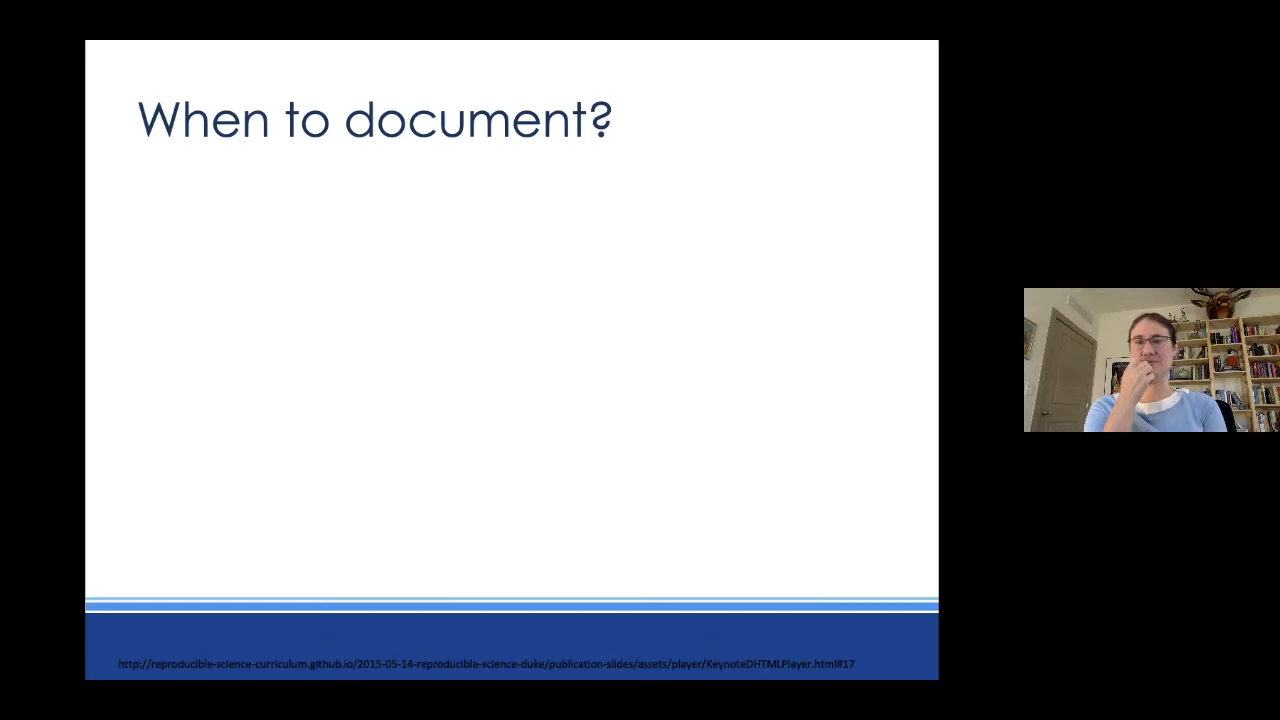 When to document?
http://reproducible-science-curriculum.github.io/2015-05-14-reproducible-science-duke/publication-slides/assets/player/KeynoteDHTMLPlayer.html#17